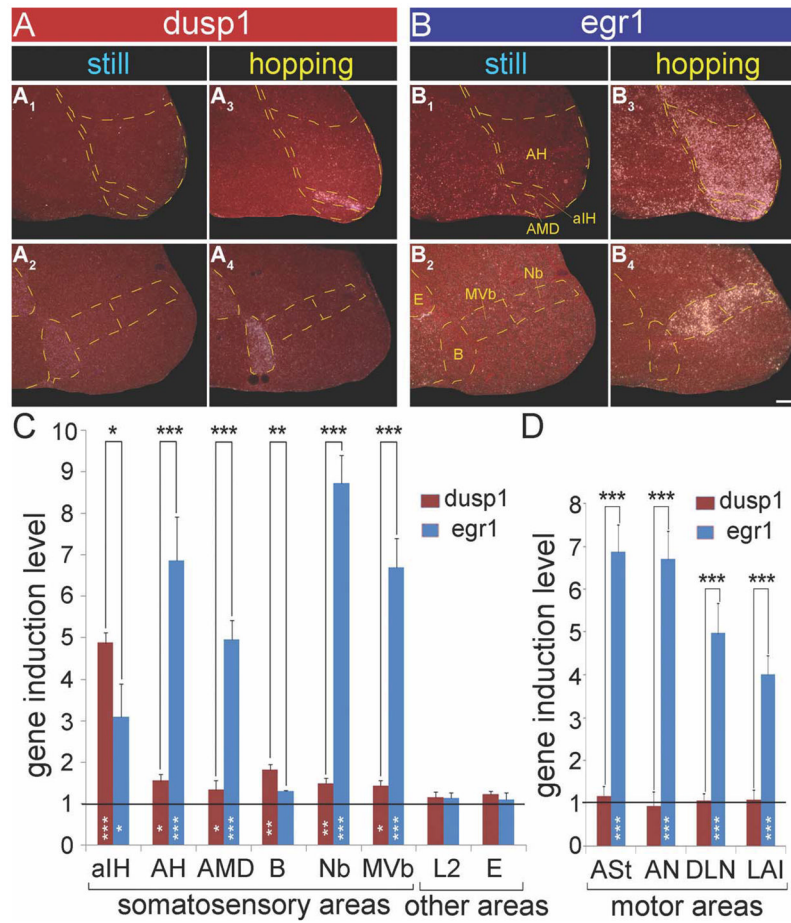 A dusp1 B egr1
still hopping still hopping
A1 A3 B1 B3
AH
aIH
AMD
A2 A4 B2 B4
Nb
MVb
E
B
C D
* *** *** ** *** ***
10
9
8
7
6
5
4
3
2
1
0
gene induction level
dusp1
egr1
*** * * *** * *** ** ** *** * ***
aIH AH AMD B Nb MVb L2 E
somatosensory areas other areas
*** *** *** ***
8
7
6
5
4
3
2
1
0
gene induction level
dusp1
egr1
*** *** *** ***
ASt AN DLN LAI
motor areas